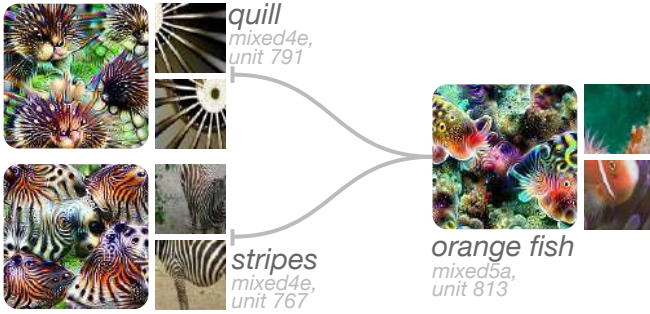 quill
mixed4e,
unit 791
stripes
mixed4e,
unit 767
orange fish
mixed5a,
unit 813